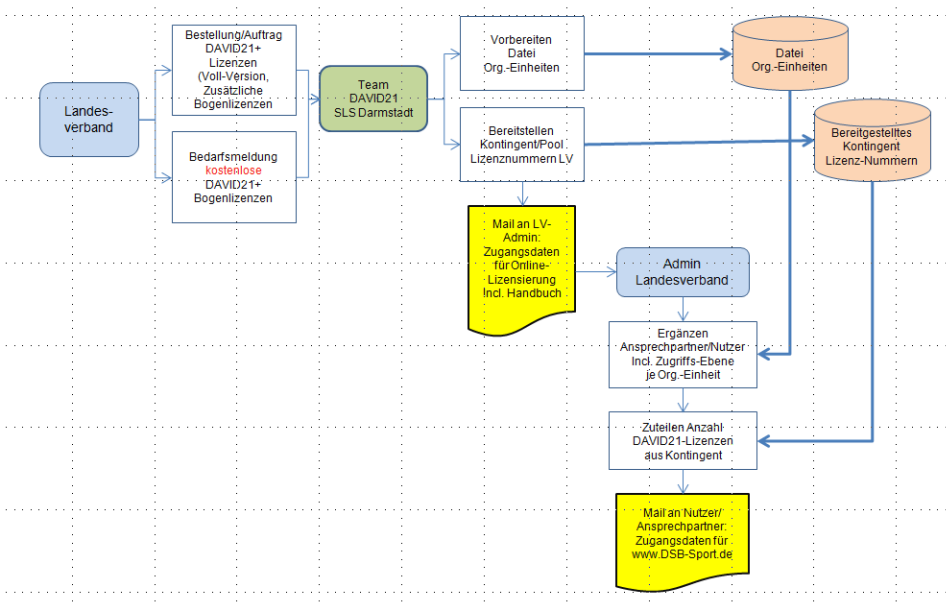 Landes-
verband
Bestellung/Auftrag
DAVID21+
Lizenzen
(Voll-Version,
Zusätzliche
Bogenlizenzen)
Bedarfsmeldung
kostenlose
DAVID21+
Bogenlizenzen
Team
DAVID21
SLS Darmstadt
Vorbereiten
Datei
Org.-Einheiten
Bereitstellen
Kontingent/Pool
Lizenznummern LV
Datei
Org.-Einheiten
Bereitgestelltes
Kontingent
Lizenz-Nummern
Mail an LV-
Admin:
Zugangsdaten
für Online-
Lizensierung
Incl. Handbuch
Admin
Landesverband
Ergänzen
Ansprechpartner/Nutzer
Incl. Zugriffs-Ebene
je Org.-Einheit
Zuteilen Anzahl
DAVID21-Lizenzen
aus Kontingent
Mail an Nutzer/
Ansprechpartner:
Zugangsdaten für
www.DSB-Sport.de